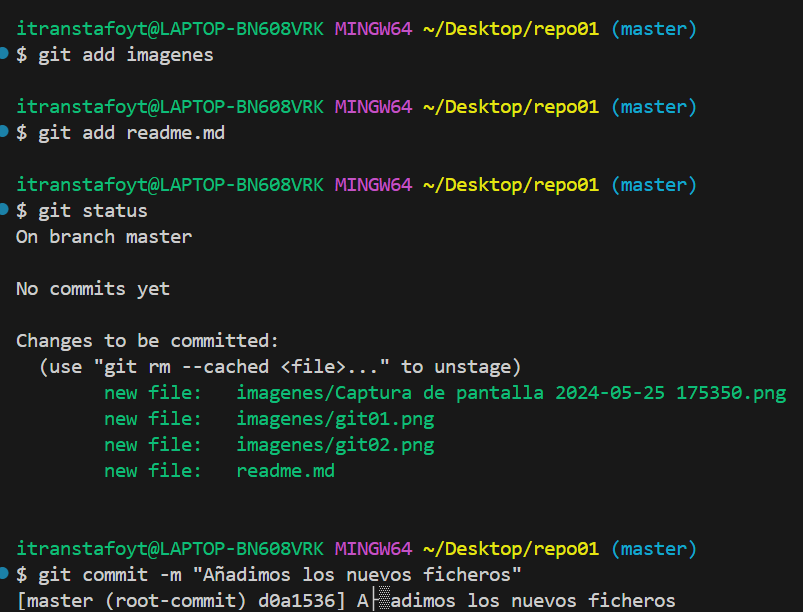 itranstafoyt@LAPTOP-BN608VRK MINGW64 ~/Desktop/repo01 (master)
$ git add imagenes
itranstafoyt@LAPTOP-BN608VRK MINGW64 ~/Desktop/repo01 (master)
$ git add readme.md
itranstafoyt@LAPTOP-BN608VRK MINGW64 ~/Desktop/repo01 (master)
$ git status
On branch master
No commits yet
Changes to be committed:
(use "git rm --cached <file>..." to unstage)
new file: imagenes/Captura de pantalla 2024-05-25 175350.png
new file: imagenes/git01.png
new file: imagenes/git02.png
new file: readme.md
itranstafoyt@LAPTOP-BN608VRK MINGW64 ~/Desktop/repo01 (master)
$ git commit -m "Añadimos los nuevos ficheros"
[master (root-commit) d0a1536] A├▒adimos los nuevos ficheros